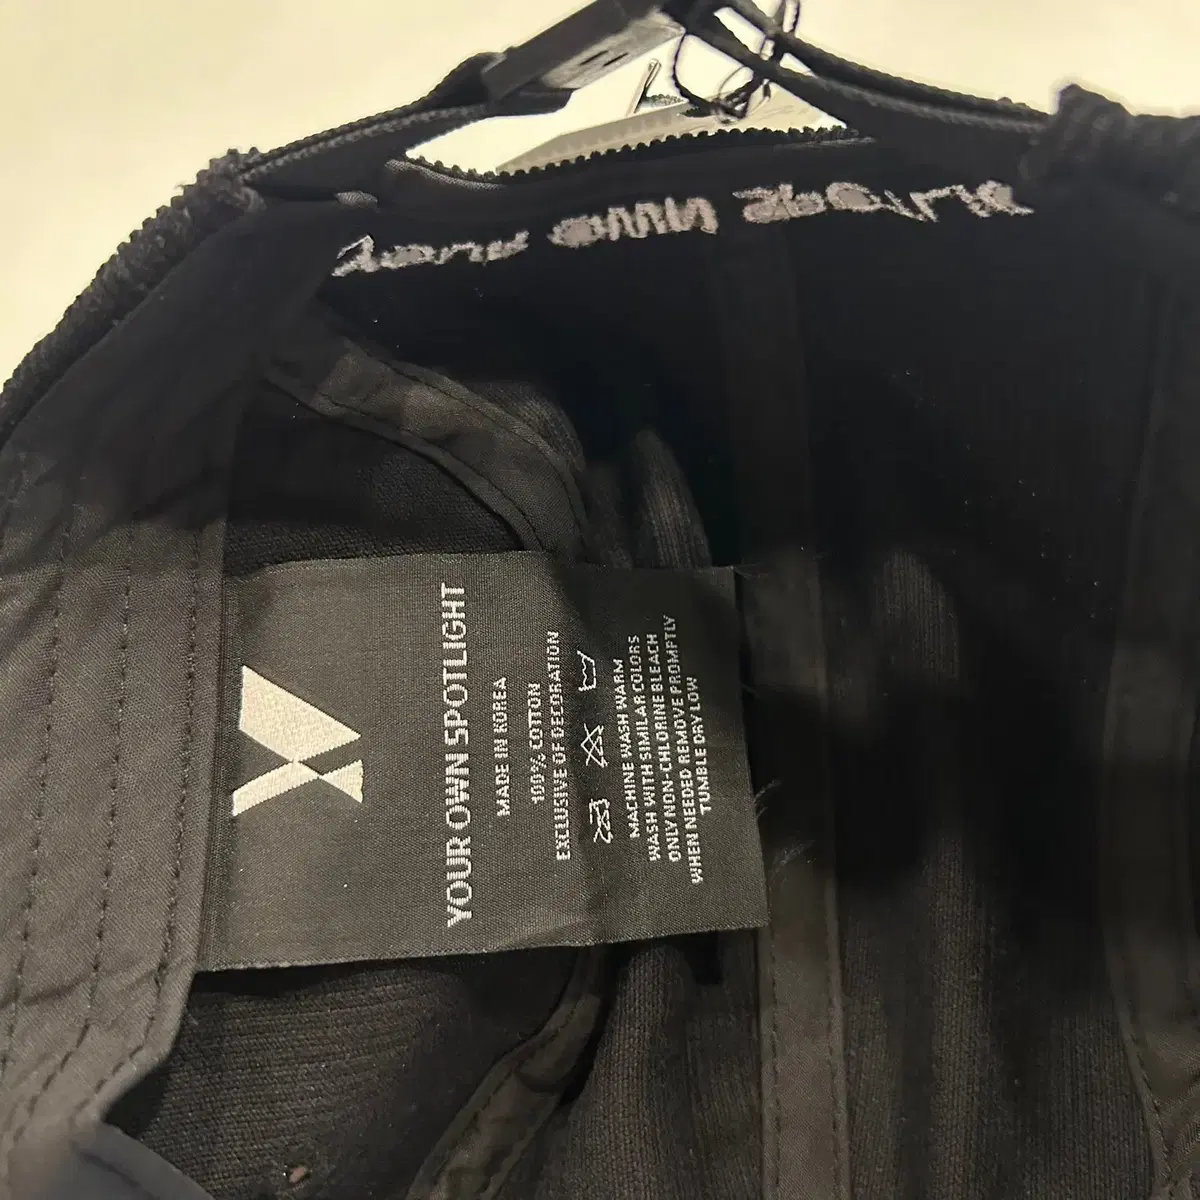 YOUR OWN SPOTLIGHT
MADE IN KOREA
100% COTTON
EXCLUSIVE OF DECORATION
MACHINE WASH WARM
WASH WITH SIMILAR COLORS
ONLY NON-CHLORINE BLEACH
WHEN NEEDED REMOVE PROMPTLY
TUMBLE DRY LOW